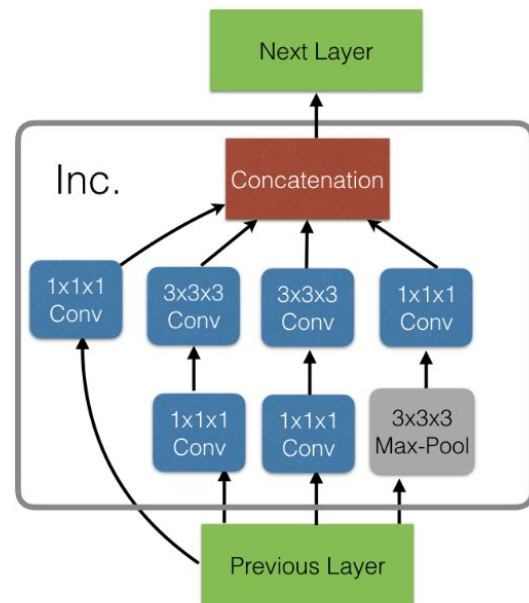 Next Layer
Inc.
Concatenation
1x1x1
Conv
3x3x3
Conv
3x3x3
Conv
1x1x1
Conv
1x1x1
Conv
1x1x1
Conv
3x3x3
Max-Pool
Previous Layer